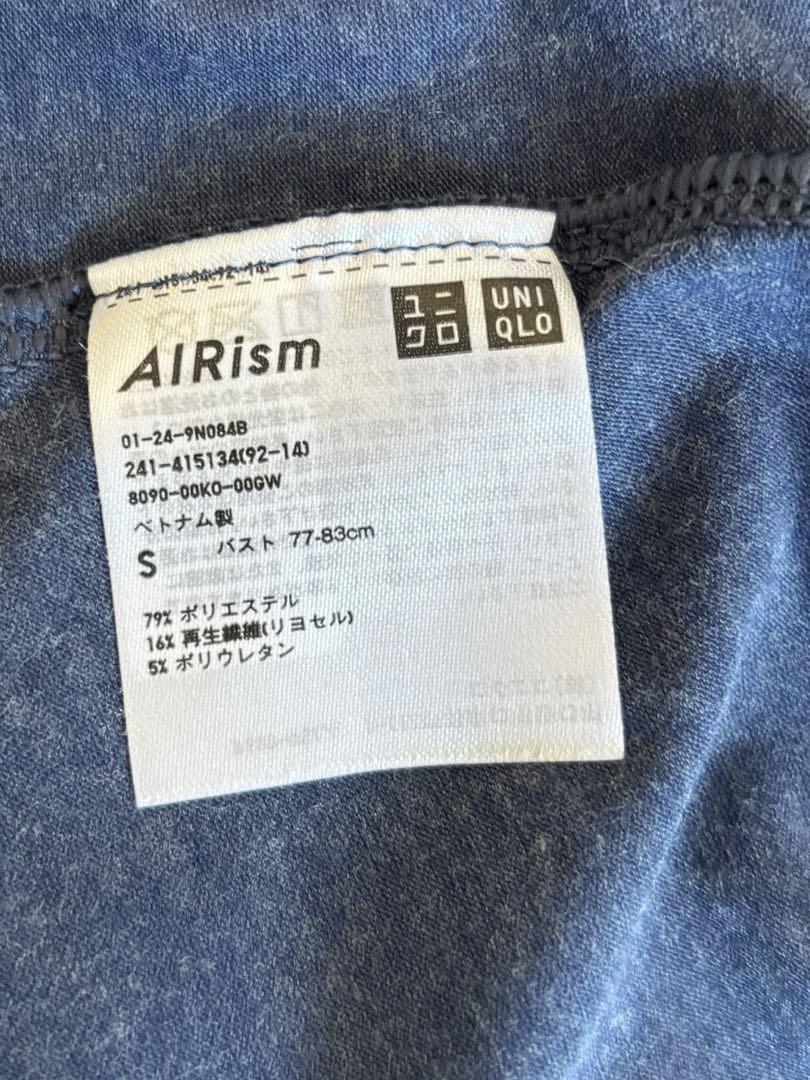 ユニクロ
UNIQLO
AIRism
01-24-9N084B
241-415134(92-14)
8090-00K0-00GW
ベトナム製
S バスト 77-83cm
79% ポリエステル
16% 再生繊維(リヨセル)
5% ポリウレタン